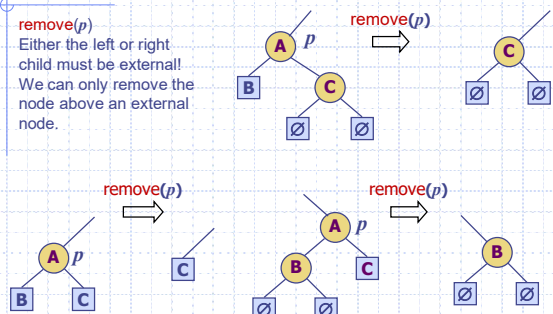 remove(p)
Either the left or right
child must be external!
We can only remove the
node above an external
node.
remove(p)
A p
B
C
Ø Ø
C
Ø Ø
remove(p)
A p
B C
C
remove(p)
A p
B C
Ø Ø
B
Ø Ø